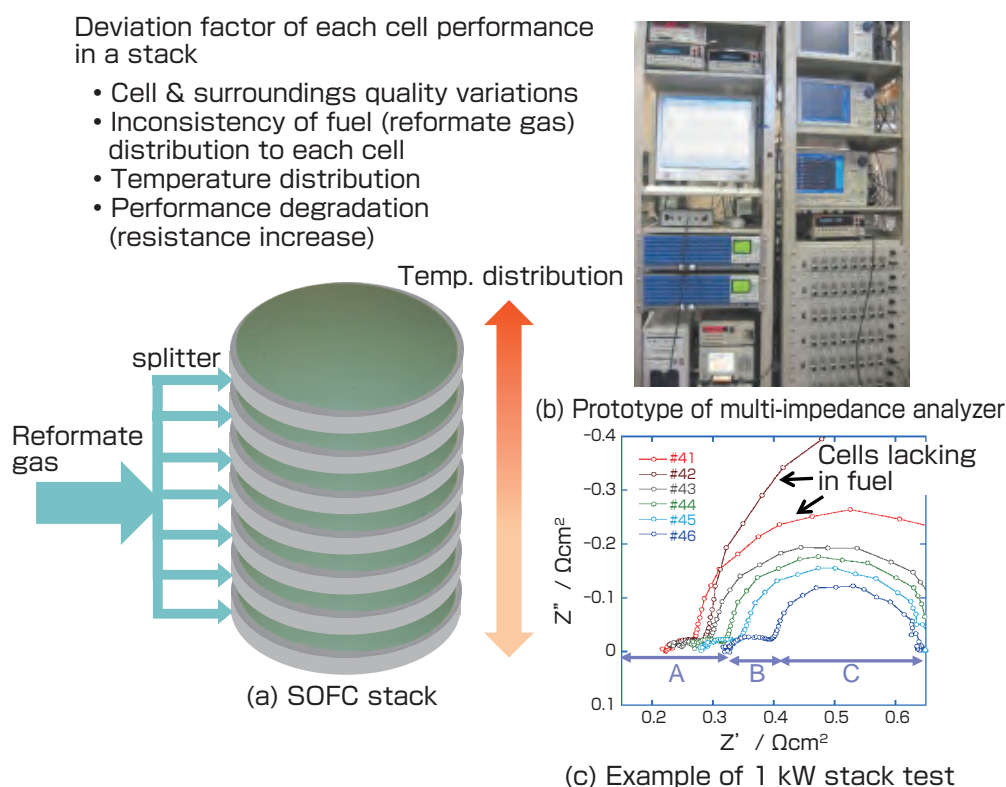 Deviation factor of each cell performance
in a stack
• Cell & surroundings quality variations
• Inconsistency of fuel (reformate gas)
distribution to each cell
• Temperature distribution
• Performance degradation
(resistance increase)
Temp. distribution
splitter
Reformate
gas
(a) SOFC stack
(b) Prototype of multi-impedance analyzer
-0.4
-0.3
-0.2
-0.1
0
0.1
Z" / Ωcm²
#41
#42
#43
#44
#45
#46
Cells lacking
in fuel
A
B
C
0.2
0.3
0.4
0.5
0.6
Z' / Ωcm²
(c) Example of 1 kW stack test